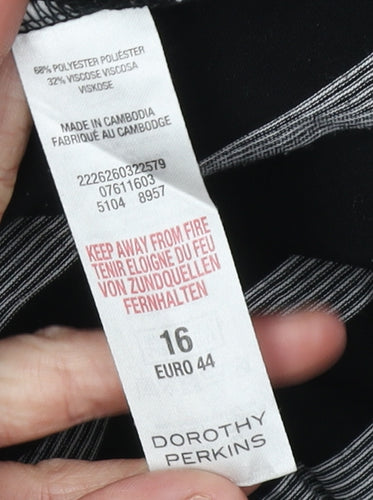 68% POLYESTER POLIÉSTER
32% VISCOSE VISCOSA
VISKOSE
MADE IN CAMBODIA
FABRIQUÉ AU CAMBODGE
2226260322579
07611603
5104 8957
KEEP AWAY FROM FIRE
TENIR ELOIGNE DU FEU
VON ZUNDQUELLEN
FERNHALTEN
16
EURO 44
DOROTHY
PERKINS